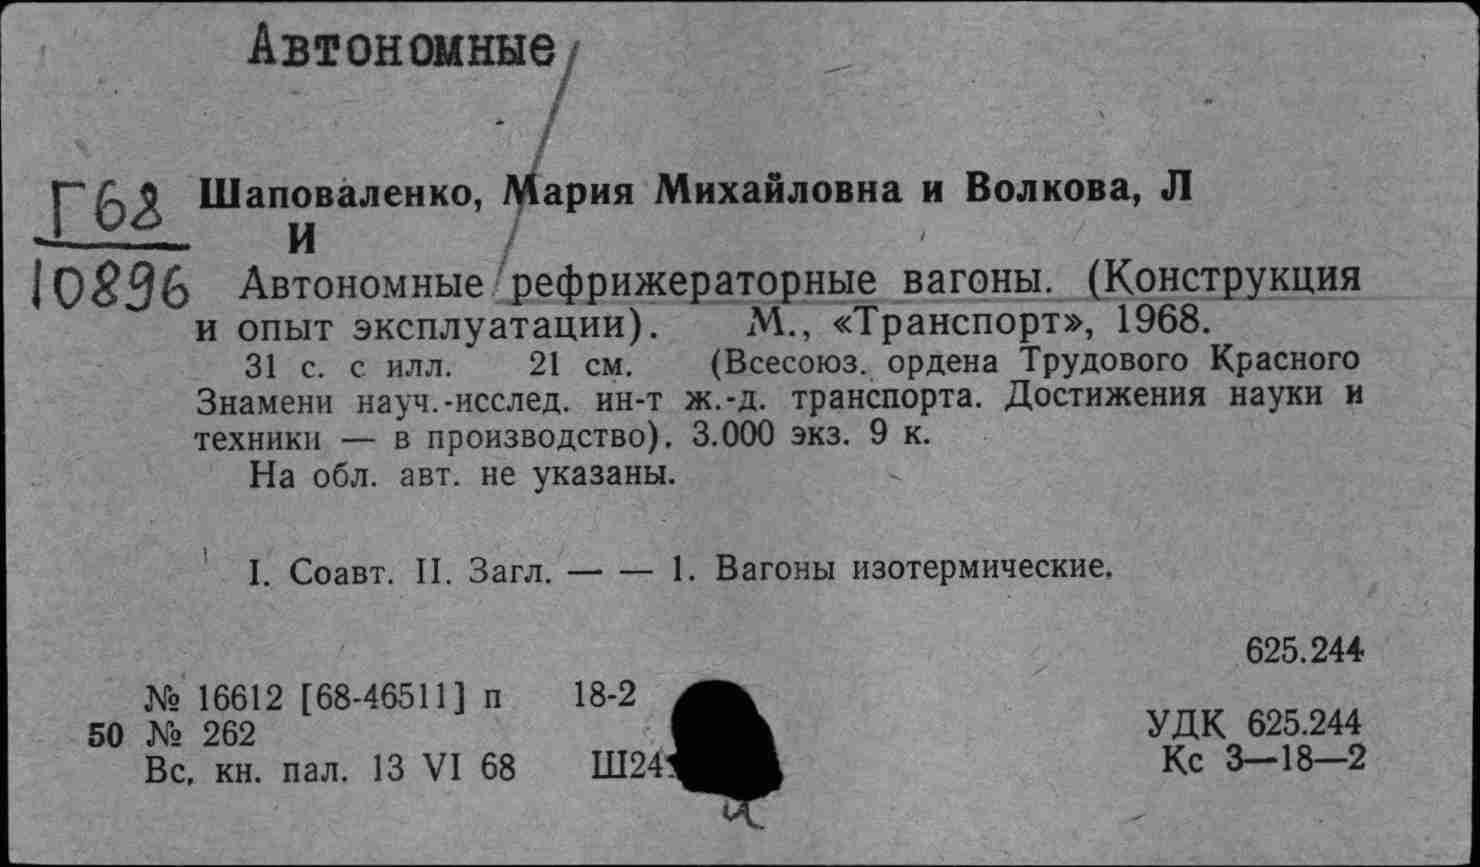 Автономные
Г68
10896
Шаповаленко, Мария Михайловна и Волкова, Л
И
Автономные рефрижераторные вагоны. (Конструкция
и опыт эксплуатации). М., «Транспорт», 1968.
31 с. с илл. 21 см. (Всесоюз. ордена Трудового Красного
Знамени науч.-исслед. ин-т ж.-д. транспорта. Достижения науки и
техники — в производство). 3.000 экз. 9 к.
На обл. авт. не указаны.
I. Соавт. II. Загл. — — 1. Вагоны изотермические.
625.244
№ 16612 [68-46511] п 18-2
50 № 262
УДК 625.244
Вс. кн. пал. 13 VI 68
Кс 3—18—2